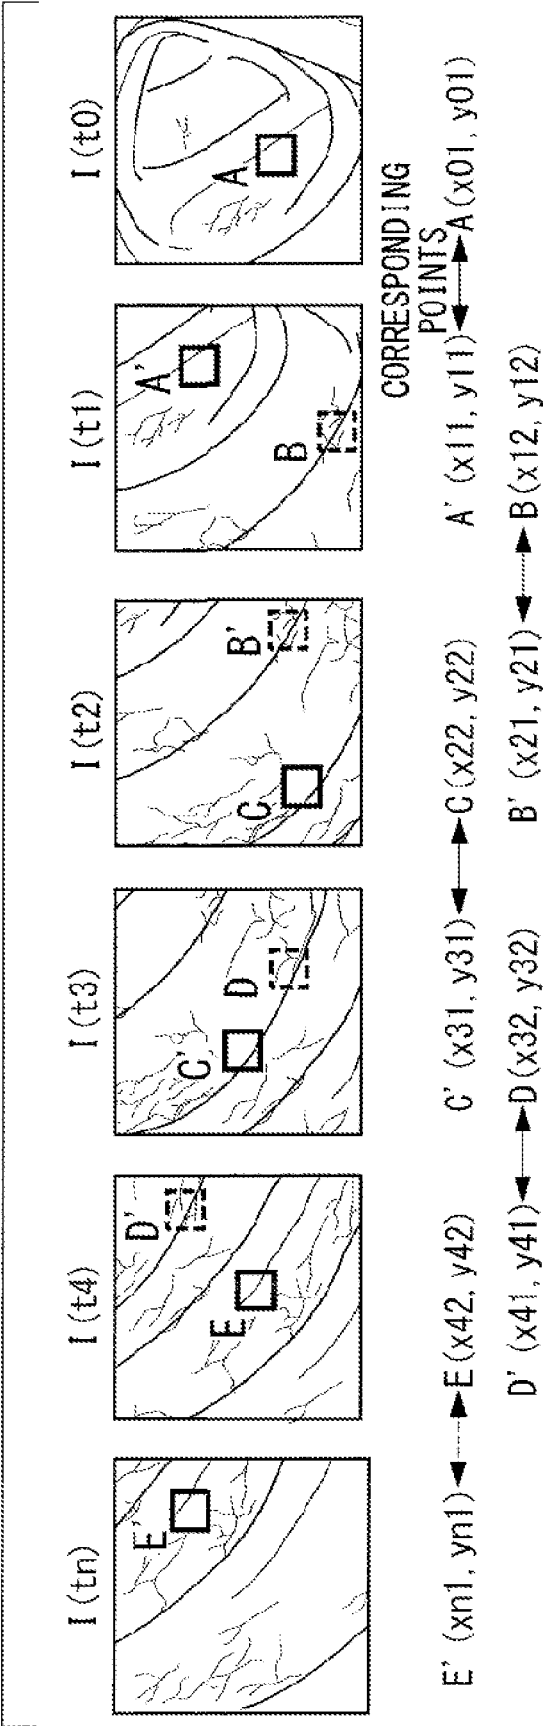 I (tn)
I (t4)
I (t3)
I (t2)
I (t1)
I (t0)
E'
E
D'
C'
D
C
B'
A'
B
A
CORRESPONDING
POINTS
E' (xn1, yn1)
E (x42, y42)
C' (x31, y31)
C (x22, y22)
A' (x11, y11)
A (x01, y01)
D' (x41, y41)
D (x32, y32)
B' (x21, y21)
B (x12, y12)